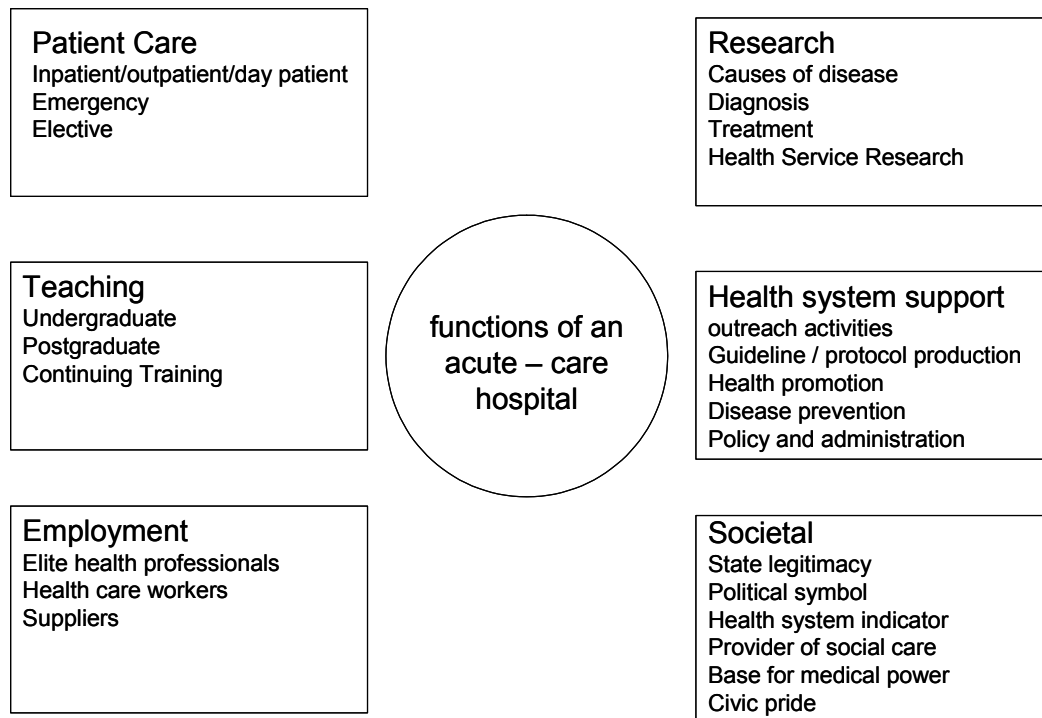 Patient Care
Inpatient/outpatient/day patient
Emergency
Elective
Research
Causes of disease
Diagnosis
Treatment
Health Service Research
Teaching
Undergraduate
Postgraduate
Continuing Training
functions of an
acute – care
hospital
Health system support
outreach activities
Guideline / protocol production
Health promotion
Disease prevention
Policy and administration
Employment
Elite health professionals
Health care workers
Suppliers
Societal
State legitimacy
Political symbol
Health system indicator
Provider of social care
Base for medical power
Civic pride